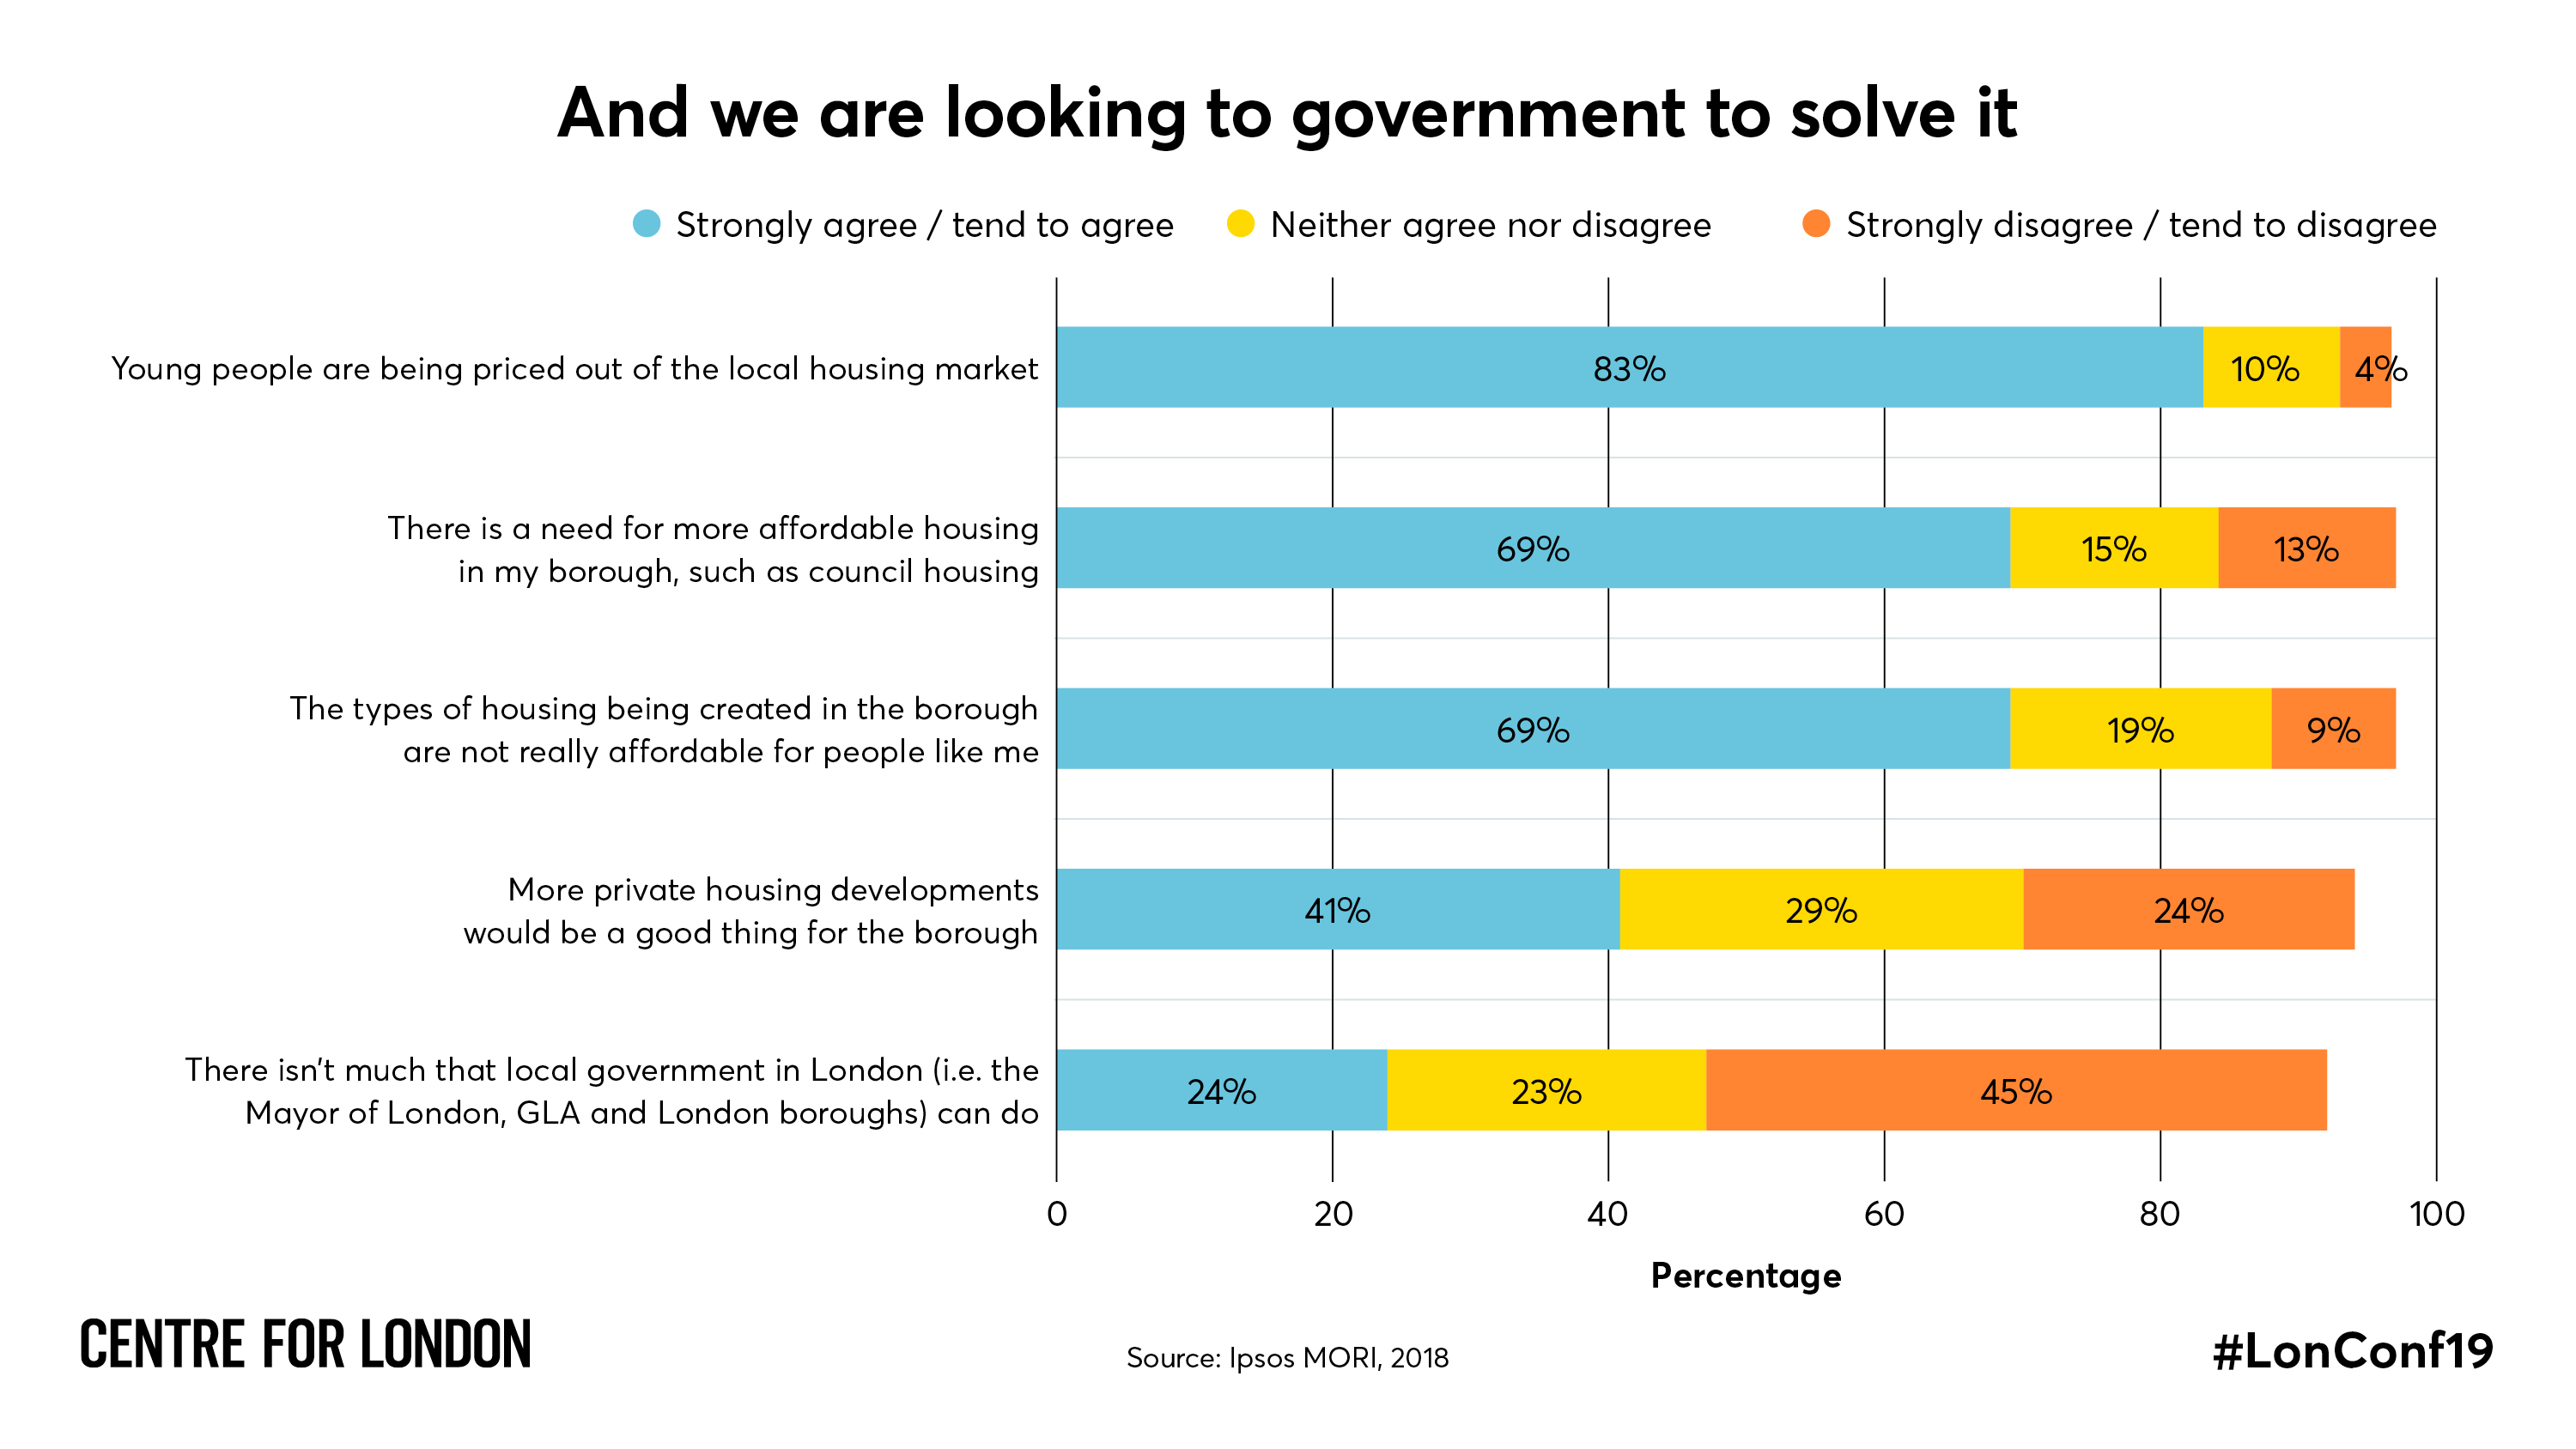 And we are looking to government to solve it
Strongly agree / tend to agree
Neither agree nor disagree
Strongly disagree / tend to disagree
Young people are being priced out of the local housing market
83%
10%
4%
There is a need for more affordable housing
in my borough, such as council housing
69%
15%
13%
The types of housing being created in the borough
are not really affordable for people like me
69%
19%
9%
More private housing developments
would be a good thing for the borough
41%
29%
24%
There isn't much that local government in London (i.e. the
Mayor of London, GLA and London boroughs) can do
24%
23%
45%
0
20
40
60
80
100
Percentage
CENTRE FOR LONDON
Source: Ipsos MORI, 2018
#LonConf19